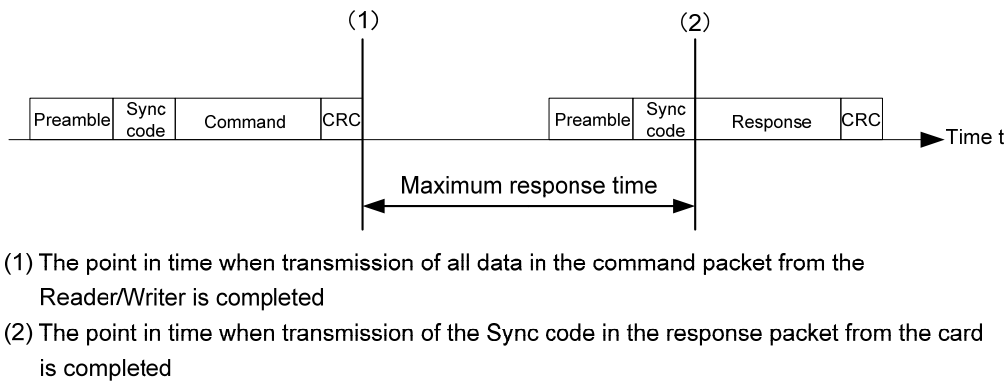 (1) (2)
Preamble Sync code Command CRC Preamble Sync code Response CRC
Time t
Maximum response time
(1) The point in time when transmission of all data in the command packet from the
Reader/Writer is completed
(2) The point in time when transmission of the Sync code in the response packet from the card
is completed